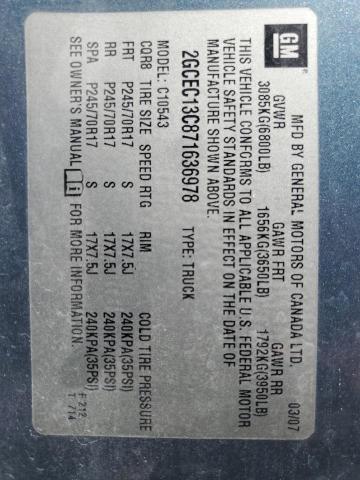 GM
MFD BY GENERAL MOTORS OF CANADA LTD. 03/07
GVWR GAWR FRT GAWR RR
3085KG(6800LB) 1656KG(3650LB) 1792KG(3950LB)
THIS VEHICLE CONFORMS TO ALL APPLICABLE U.S. FEDERAL MOTOR
VEHICLE SAFETY STANDARDS IN EFFECT ON THE DATE OF
MANUFACTURE SHOWN ABOVE.
2GCEC13C871636978 TYPE: TRUCK
MODEL: C10543
CQR8 TIRE SIZE SPEED RTG RIM COLD TIRE PRESSURE
FRT P245/70R17 S 17X7.5J 240KPA(35PSI)
RR P245/70R17 S 17X7.5J 240KPA(35PSI)
SPA P245/70R17 S 17X7.5J 240KPA(35PSI)
SEE OWNER'S MANUAL i FOR MORE INFORMATION.
F 212,
T 714